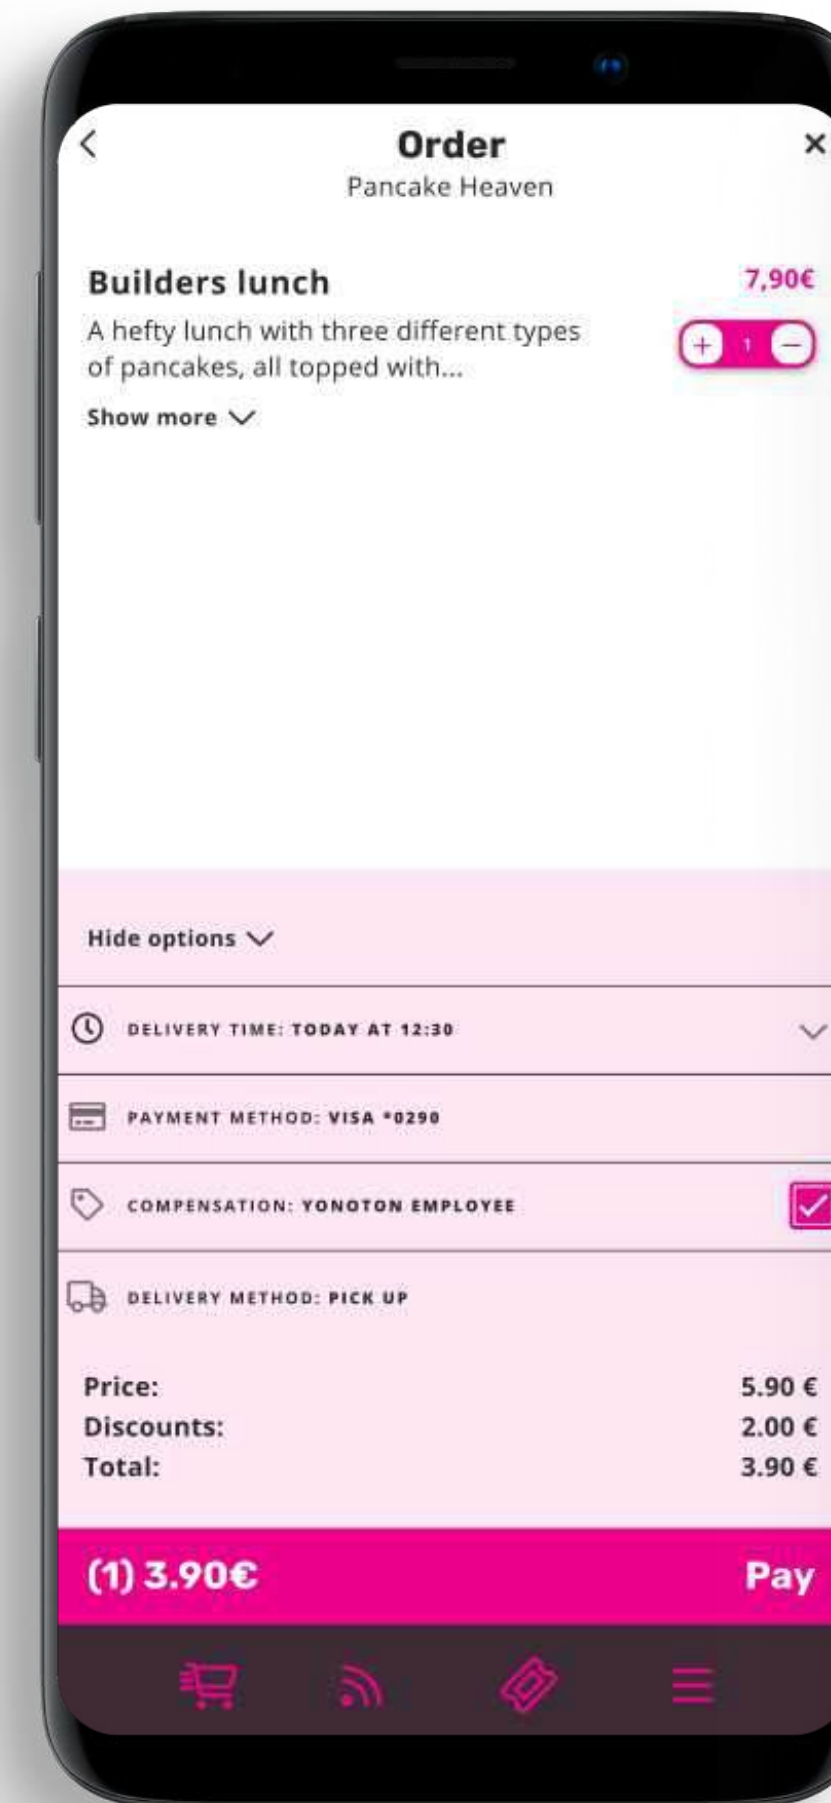 Order
Pancake Heaven
Builders lunch
7,90€
A hefty lunch with three different types
of pancakes, all topped with...
+ 1 −
Show more
Hide options
DELIVERY TIME: TODAY AT 12:30
PAYMENT METHOD: VISA *0290
COMPENSATION: YONOTON EMPLOYEE
DELIVERY METHOD: PICK UP
Price: 5.90 €
Discounts: 2.00 €
Total: 3.90 €
(1) 3.90€ Pay